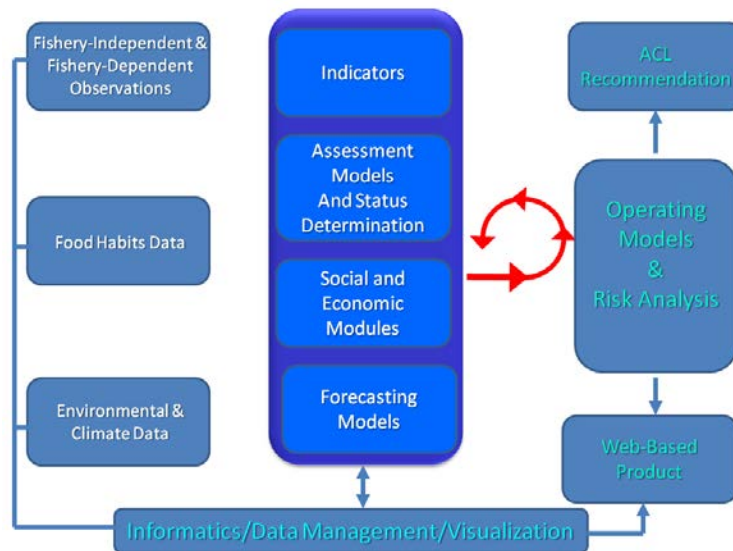 Fishery-Independent &
Fishery-Dependent
Observations
Food Habits Data
Environmental &
Climate Data
Indicators
Assessment
Models
And Status
Determination
Social and
Economic
Modules
Forecasting
Models
ACL
Recommendation
Operating
Models
&
Risk Analysis
Web-Based
Product
Informatics/Data Management/Visualization